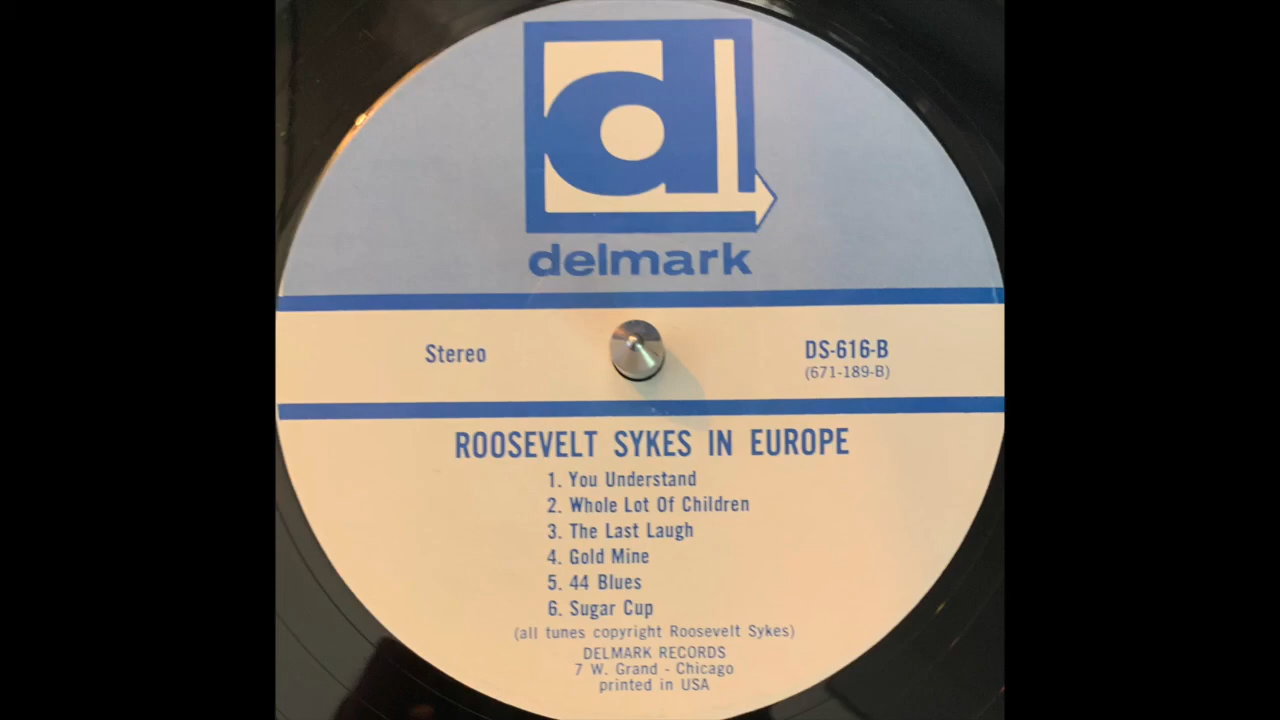 d
delmark
Stereo
DS-616-B
(671-189-B)
ROOSEVELT SYKES IN EUROPE
1. You Understand
2. Whole Lot Of Children
3. The Last Laugh
4. Gold Mine
5. 44 Blues
6. Sugar Cup
(all tunes copyright Roosevelt Sykes)
DELMARK RECORDS
7 W. Grand - Chicago
printed in USA